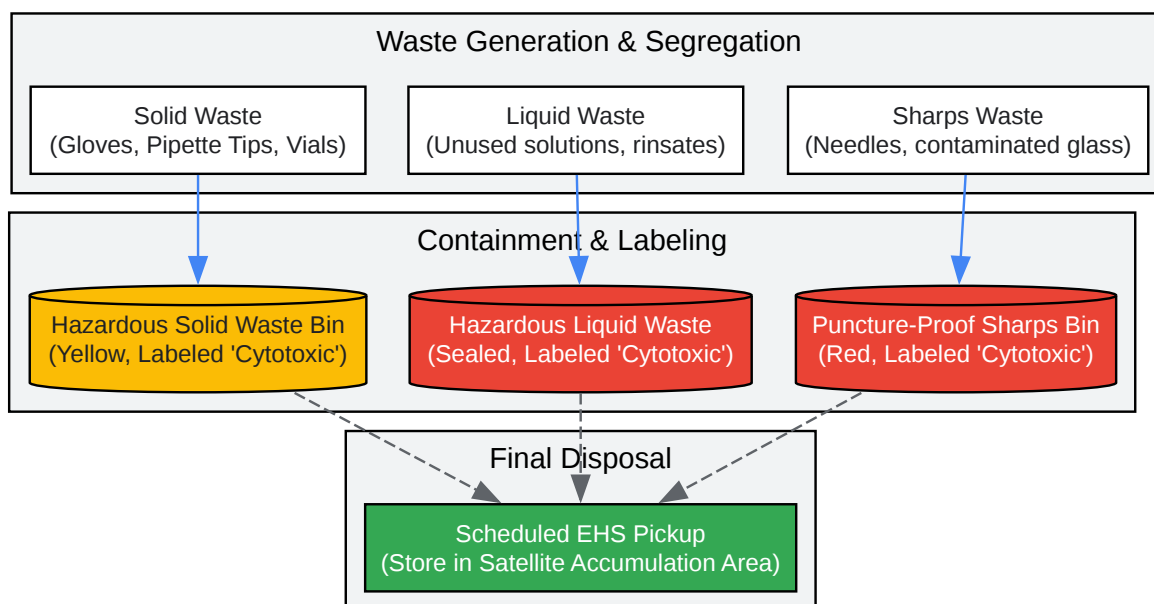 Waste Generation & Segregation
Solid Waste
(Gloves, Pipette Tips, Vials)
Liquid Waste
(Unused solutions, rinsates)
Sharps Waste
(Needles, contaminated glass)
Containment & Labeling
Hazardous Solid Waste Bin
(Yellow, Labeled 'Cytotoxic')
Hazardous Liquid Waste
(Sealed, Labeled 'Cytotoxic')
Puncture-Proof Sharps Bin
(Red, Labeled 'Cytotoxic')
Final Disposal
Scheduled EHS Pickup
(Store in Satellite Accumulation Area)